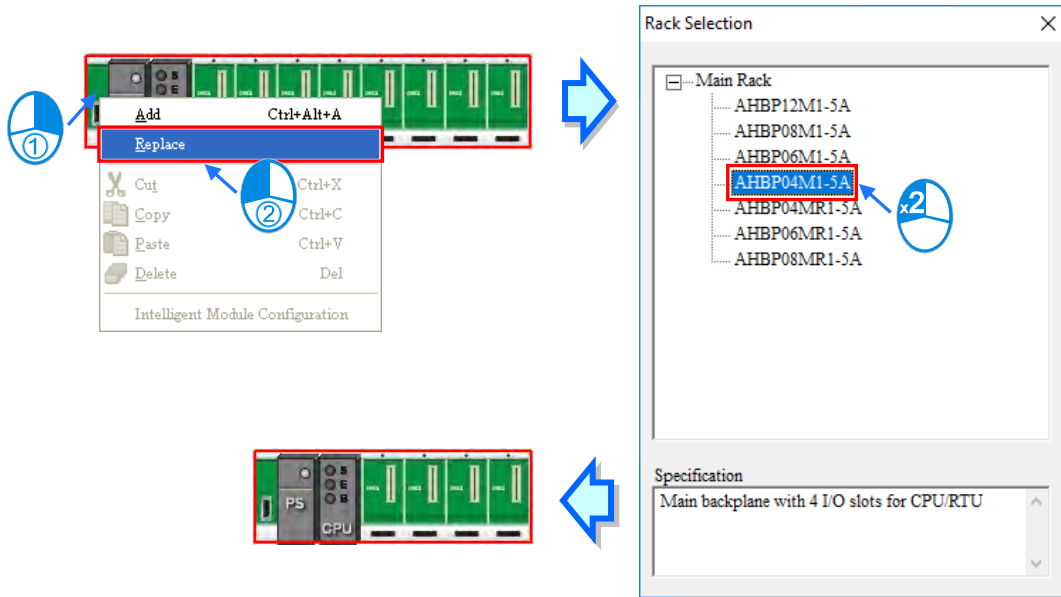 S
E
Add Ctrl+Alt+A
Replace
Cut Ctrl+X
Copy Ctrl+C
Paste Ctrl+V
Delete Del
Intelligent Module Configuration
1
2
Rack Selection
Main Rack
AHBP12M1-5A
AHBP08M1-5A
AHBP06M1-5A
AHBP04M1-5A
AHBP04MR1-5A
AHBP06MR1-5A
AHBP08MR1-5A
x2
Specification
Main backplane with 4 I/O slots for CPU/RTU
S
E
B
PS
CPU